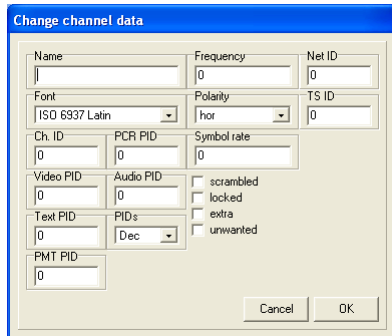 Change channel data
Name Frequency Net ID
0 0
Font Polarity TS ID
ISO 6937 Latin hor 0
Ch. ID PCR PID Symbol rate
0 0 0
Video PID Audio PID
0 0
scrambled
locked
extra
unwanted
Text PID PIDs
0 Dec
PMT PID
0
Cancel OK